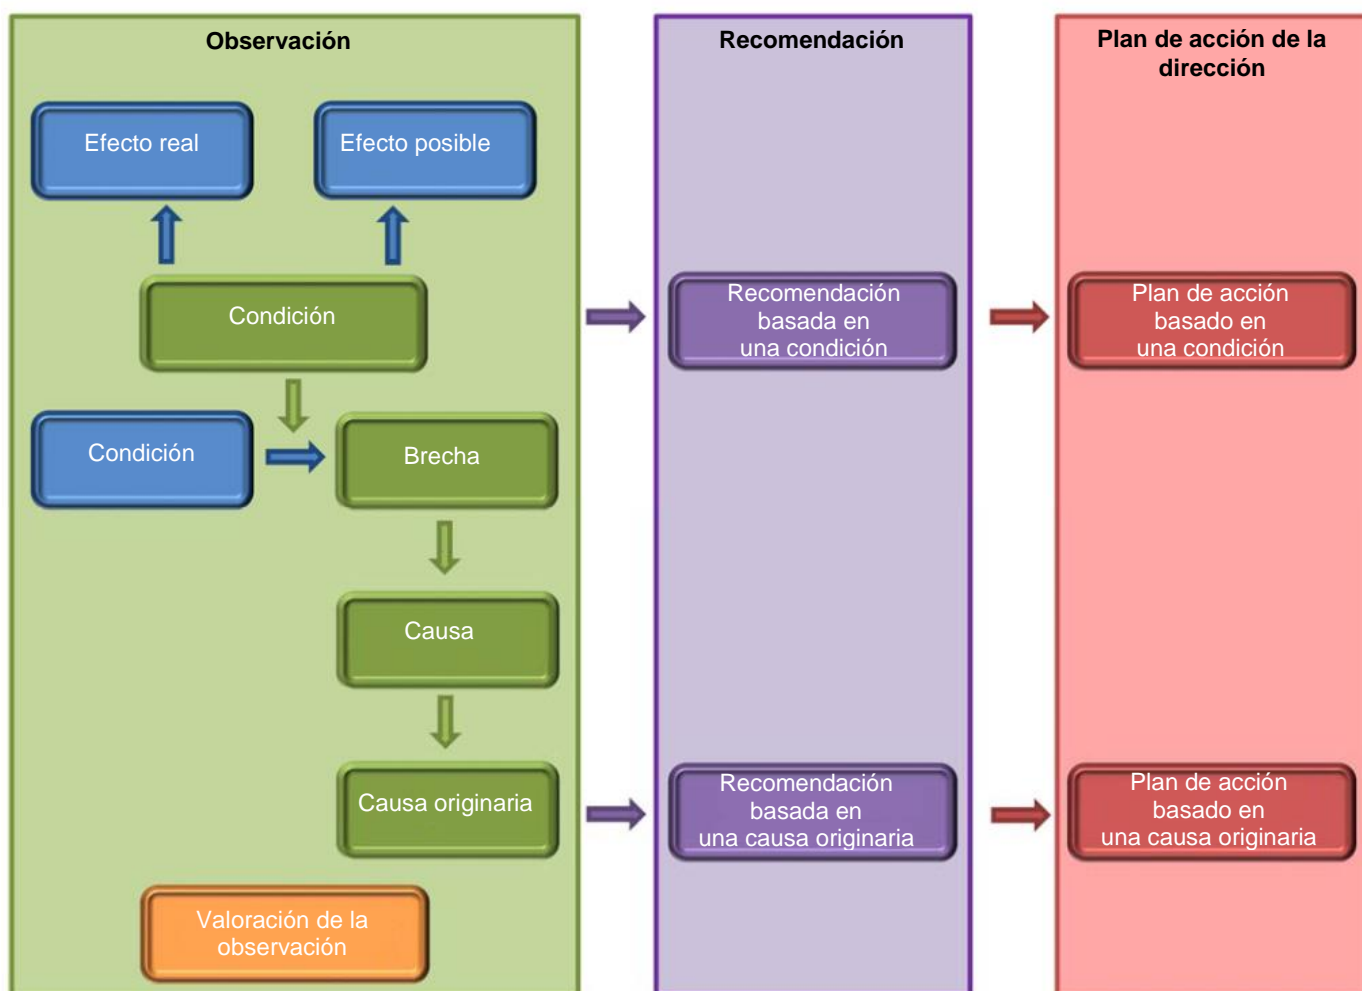 Observación
Efecto real
Efecto posible
Condición
Condición
Brecha
Causa
Causa originaria
Valoración de la
observación
Recomendación
Recomendación
basada en
una condición
Recomendación
basada en
una causa originaria
Plan de acción de la
dirección
Plan de acción
basado en
una condición
Plan de acción
basado en
una causa originaria